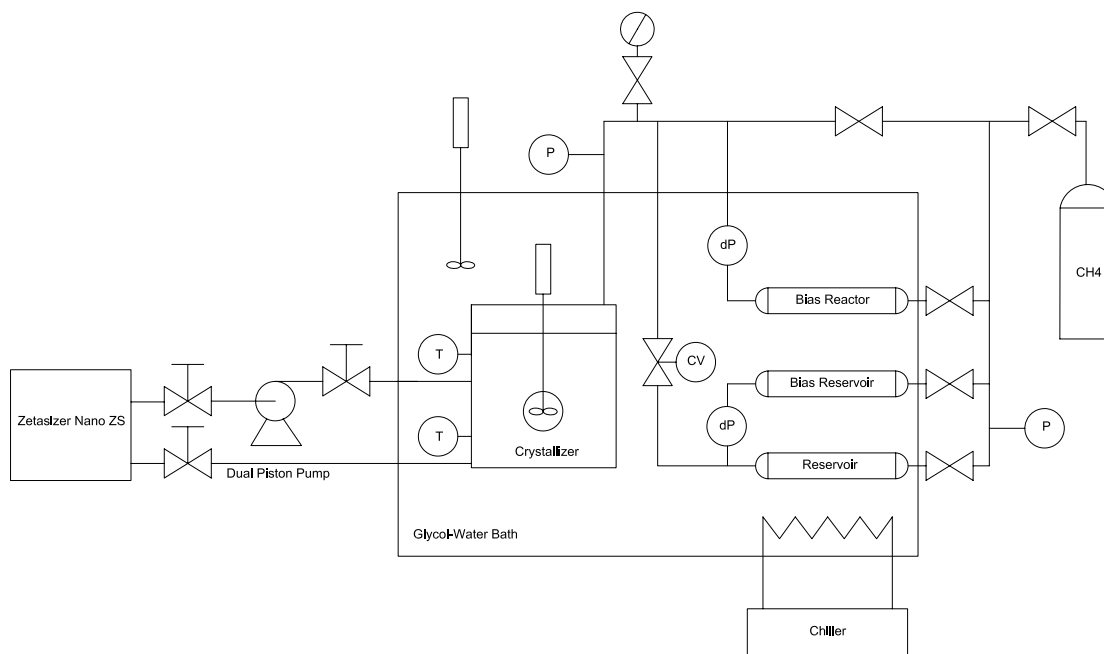 P
dP
CH4
Bias Reactor
T
CV
Bias Reservoir
Zetasizer Nano ZS
dP
P
T
Crystallizer
Reservoir
Dual Piston Pump
Glycol-Water Bath
Chiller